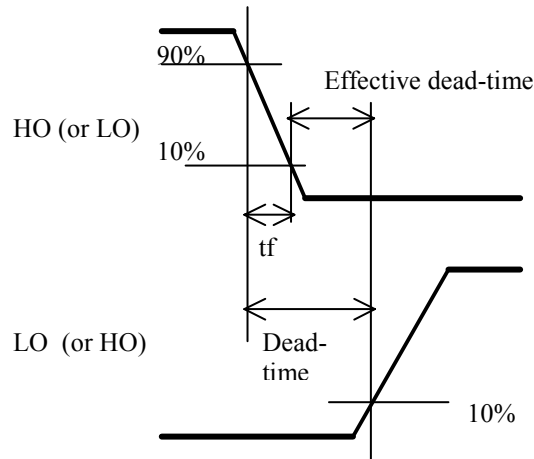 90%
Effective dead-time
HO (or LO)
10%
tf
LO (or HO)
Dead-
time
10%